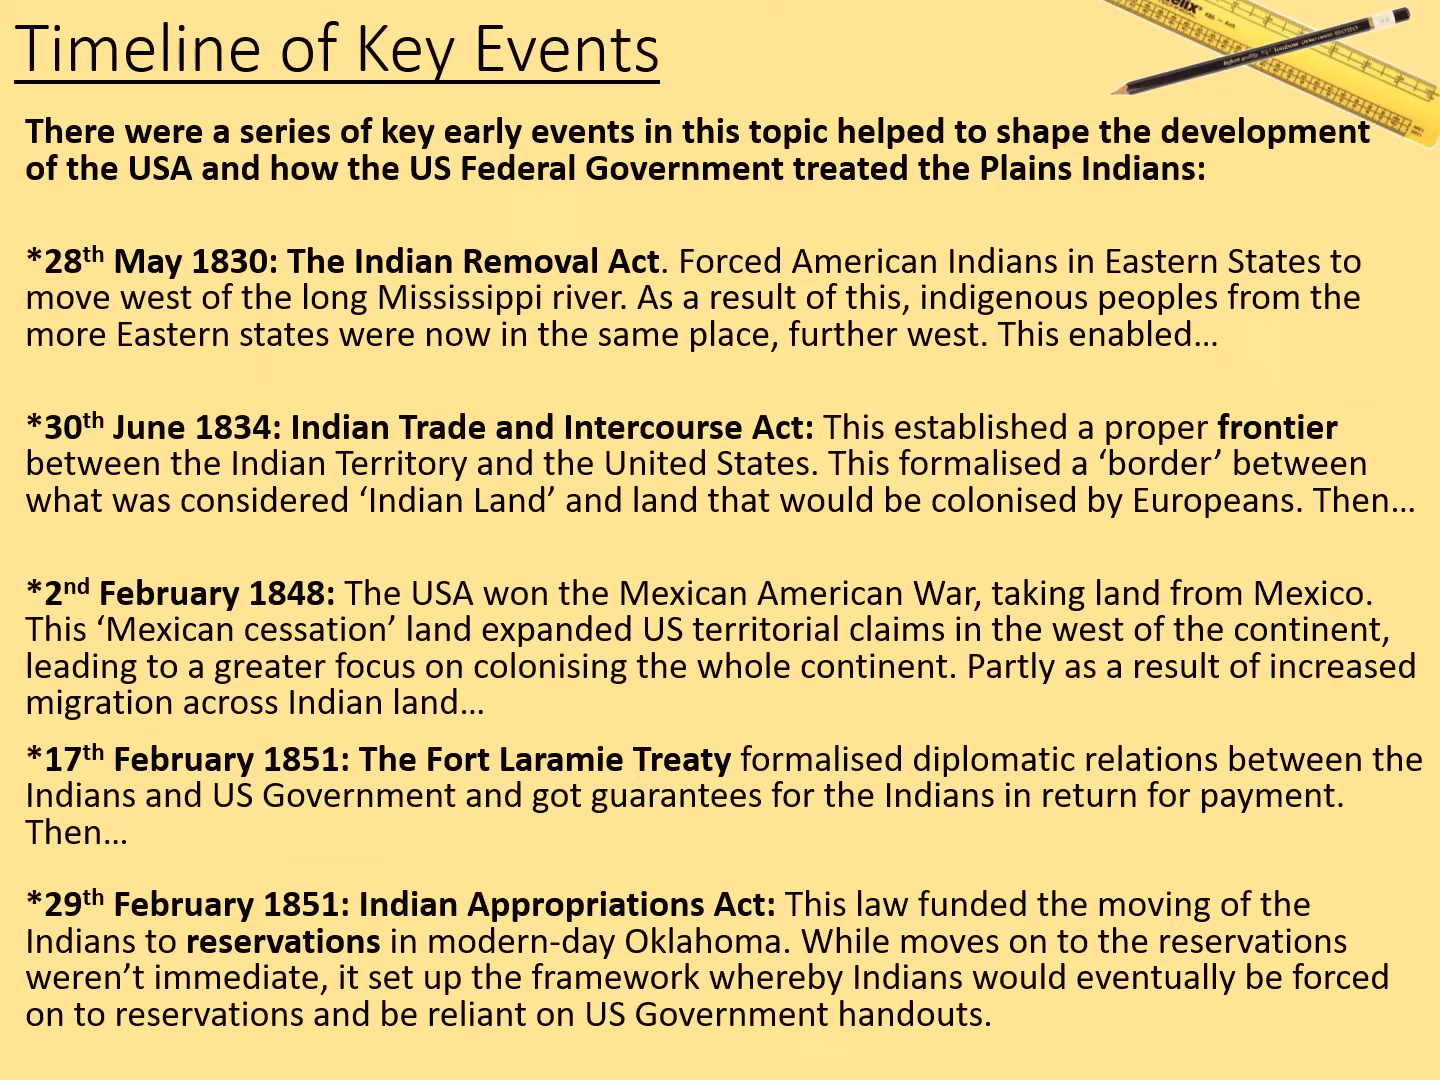 Timeline of Key Events
There were a series of key early events in this topic helped to shape the development
of the USA and how the US Federal Government treated the Plains Indians:
*28th May 1830: The Indian Removal Act. Forced American Indians in Eastern States to
move west of the long Mississippi river. As a result of this, indigenous peoples from the
more Eastern states were now in the same place, further west. This enabled…
*30th June 1834: Indian Trade and Intercourse Act: This established a proper frontier
between the Indian Territory and the United States. This formalised a ‘border’ between
what was considered ‘Indian Land’ and land that would be colonised by Europeans. Then…
*2nd February 1848: The USA won the Mexican American War, taking land from Mexico.
This ‘Mexican cessation’ land expanded US territorial claims in the west of the continent,
leading to a greater focus on colonising the whole continent. Partly as a result of increased
migration across Indian land…
*17th February 1851: The Fort Laramie Treaty formalised diplomatic relations between the
Indians and US Government and got guarantees for the Indians in return for payment.
Then…
*29th February 1851: Indian Appropriations Act: This law funded the moving of the
Indians to reservations in modern-day Oklahoma. While moves on to the reservations
weren’t immediate, it set up the framework whereby Indians would eventually be forced
on to reservations and be reliant on US Government handouts.